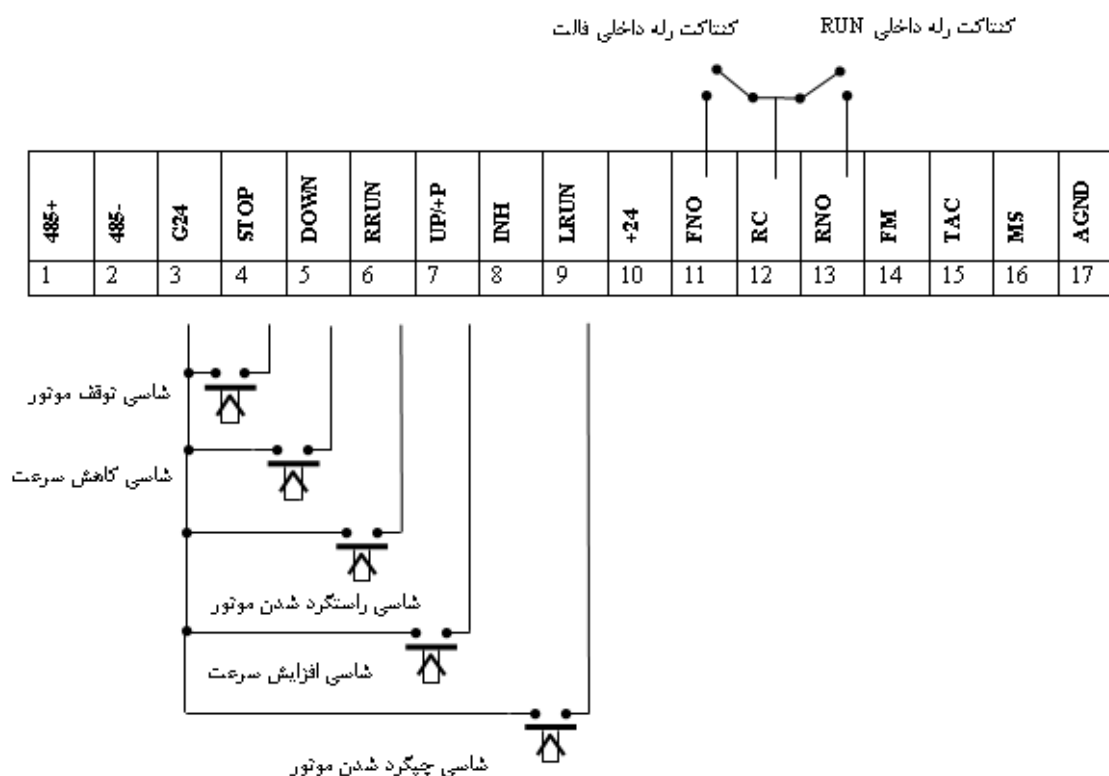 کنتاکت رله داخلی RUN
کنتاکت رله داخلی فالت
485+
485-
G24
STOP
DOWN
RRUN
UP/+P
INH
LRUN
+24
FNO
RC
RNO
FM
TAC
MS
AGND
1 2 3 4 5 6 7 8 9 10 11 12 13 14 15 16 17
شاسی توقف موتور
شاسی کاهش سرعت
شاسی راستگرد شدن موتور
شاسی افزایش سرعت
شاسی چپگرد شدن موتور